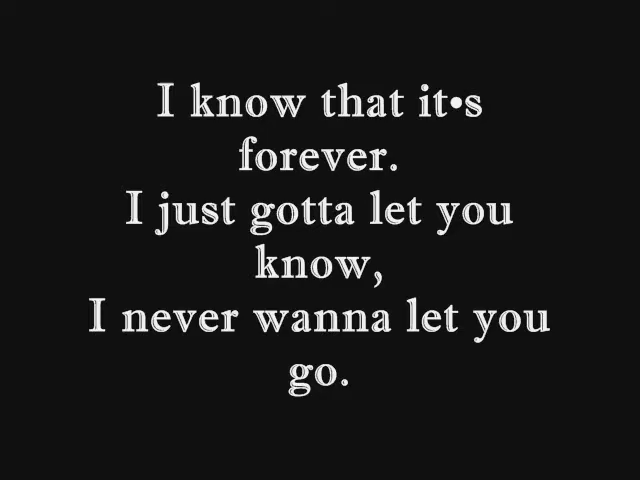 I know that it•s
forever.
I just gotta let you
know,
I never wanna let you
go.